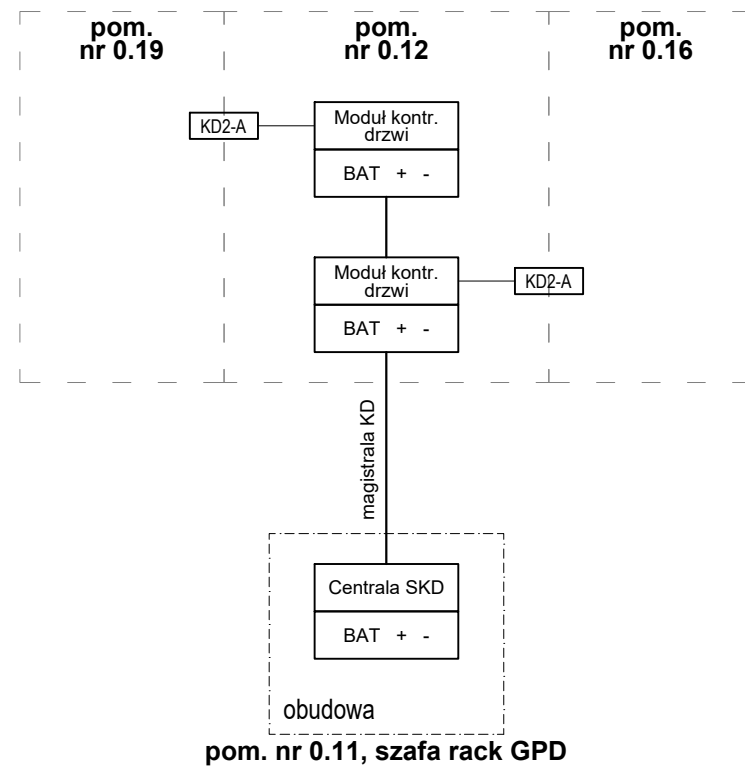 pom.
nr 0.19
pom.
nr 0.12
pom.
nr 0.16
KD2-A
Moduł kontr.
drzwi
BAT + -
Moduł kontr.
drzwi
KD2-A
BAT + -
magistrala KD
Centrala SKD
BAT + -
obudowa
pom. nr 0.11, szafa rack GPD